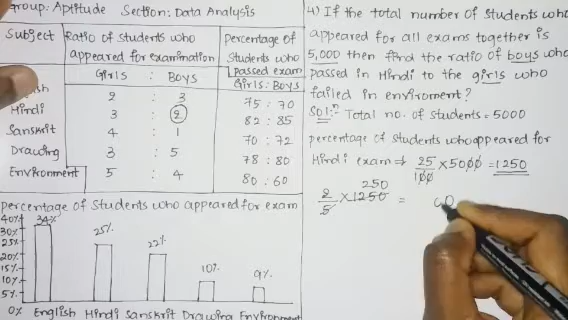 Group: Aptitude Section: Data Analysis
Subject
Ratio of Students who
appeared for examination
Percentage of
Students who
passed exam
Girls : Boys
Girls : Boys
2 : 3
75 : 70
Hindi
3 : 2
82 : 85
Sanskrit
4 : 1
70 : 72
Drawing
3 : 5
78 : 80
Environment
5 : 4
80 : 60
percentage of Students who appeared for exam
40%
30%
25%
20%
15%
10%
5%
0%
34%
25%
22%
10%
9%
English Hindi Sanskrit Drawing Environment
4) If the total number of Students who
appeared for all exams together is
5,000 then find the ratio of boys who
passed in Hindi to the girls who
failed in enviroment?
Sol:- Total no. of Students = 5000
percentage of Students who appeared for
Hindi exam ⇒ 25/100 × 5000 = 1250
250
2/5 × 1250 =